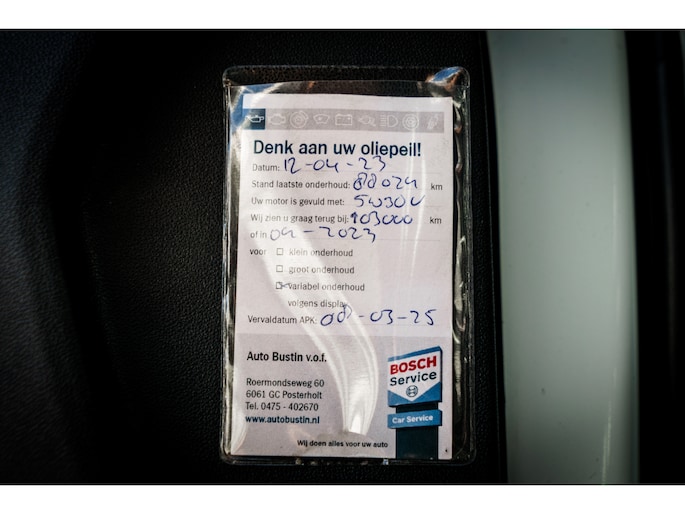 Denk aan uw oliepeil!
Datum: 12-04-23
Stand laatste onderhoud: 88024 km
Uw motor is gevuld met: 5W30V
Wij zien u graag terug bij: 103000 km
of in 04-2023
voor klein onderhoud
groot onderhoud
variabel onderhoud
volgens display
Vervaldatum APK: 08-03-25
Auto Bustin v.o.f.
Roermondseweg 60
6061 GC Posterholt
Tel. 0475 - 402670
www.autobustin.nl
BOSCH
Service
Car Service
Wij doen alles voor uw auto